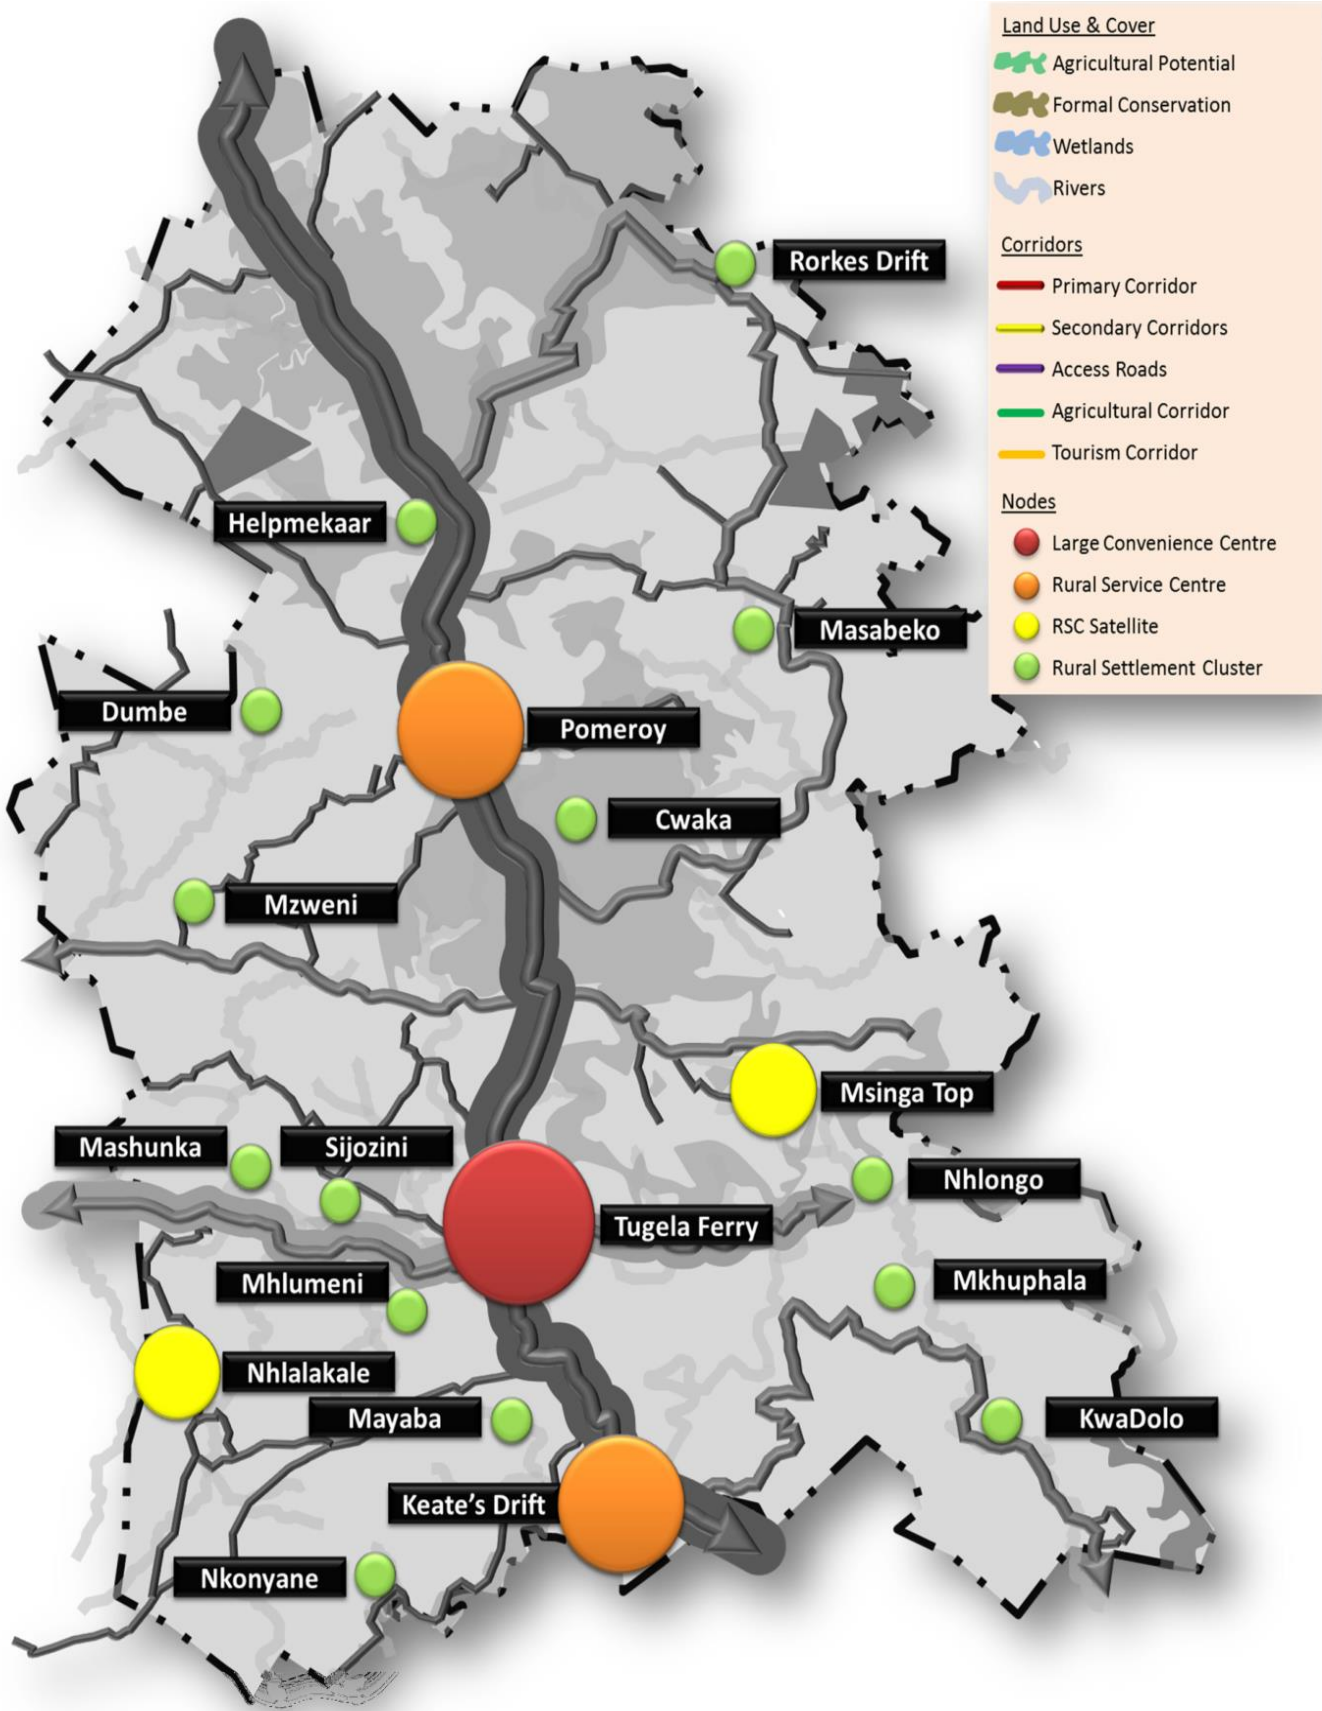 Land Use & Cover
Agricultural Potential
Formal Conservation
Wetlands
Rivers
Corridors
Primary Corridor
Secondary Corridors
Access Roads
Agricultural Corridor
Tourism Corridor
Nodes
Large Convenience Centre
Rural Service Centre
RSC Satellite
Rural Settlement Cluster
Rorkes Drift
Helpmekaar
Masabeko
Dumbe
Pomeroy
Cwaka
Mzweni
Msinga Top
Mashunka
Sijozini
Nhlongo
Tugela Ferry
Mhlumeni
Mkhuphala
Nhlalakale
Mayaba
KwaDolo
Keate's Drift
Nkonyane